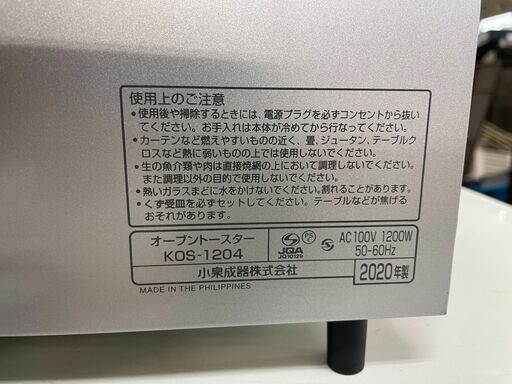 使用上のご注意
●使用後や掃除するときには、電源プラグを必ずコンセントから抜い
てください。お手入れは本体が冷めてから行なってください。
●カーテンなど燃えやすいものの近く、畳、ジュータン、テーブルク
ロスなど熱に弱いものの上では使用しないでください。
●生の魚介類や肉は直接焼網の上において調理しないでください。
また調理以外の目的で使用しないでください。
●熱いガラスまどに水をかけないでください。割れることがあります。
●くず受皿を必ずセットしてください。テーブルなどが焦げる
おそれがあります。
オーブントースター
KOS-1204
JQA
JQ10129
PS
E
AC100V 1200W
50-60Hz
小泉成器株式会社
2020年製
MADE IN THE PHILIPPINES